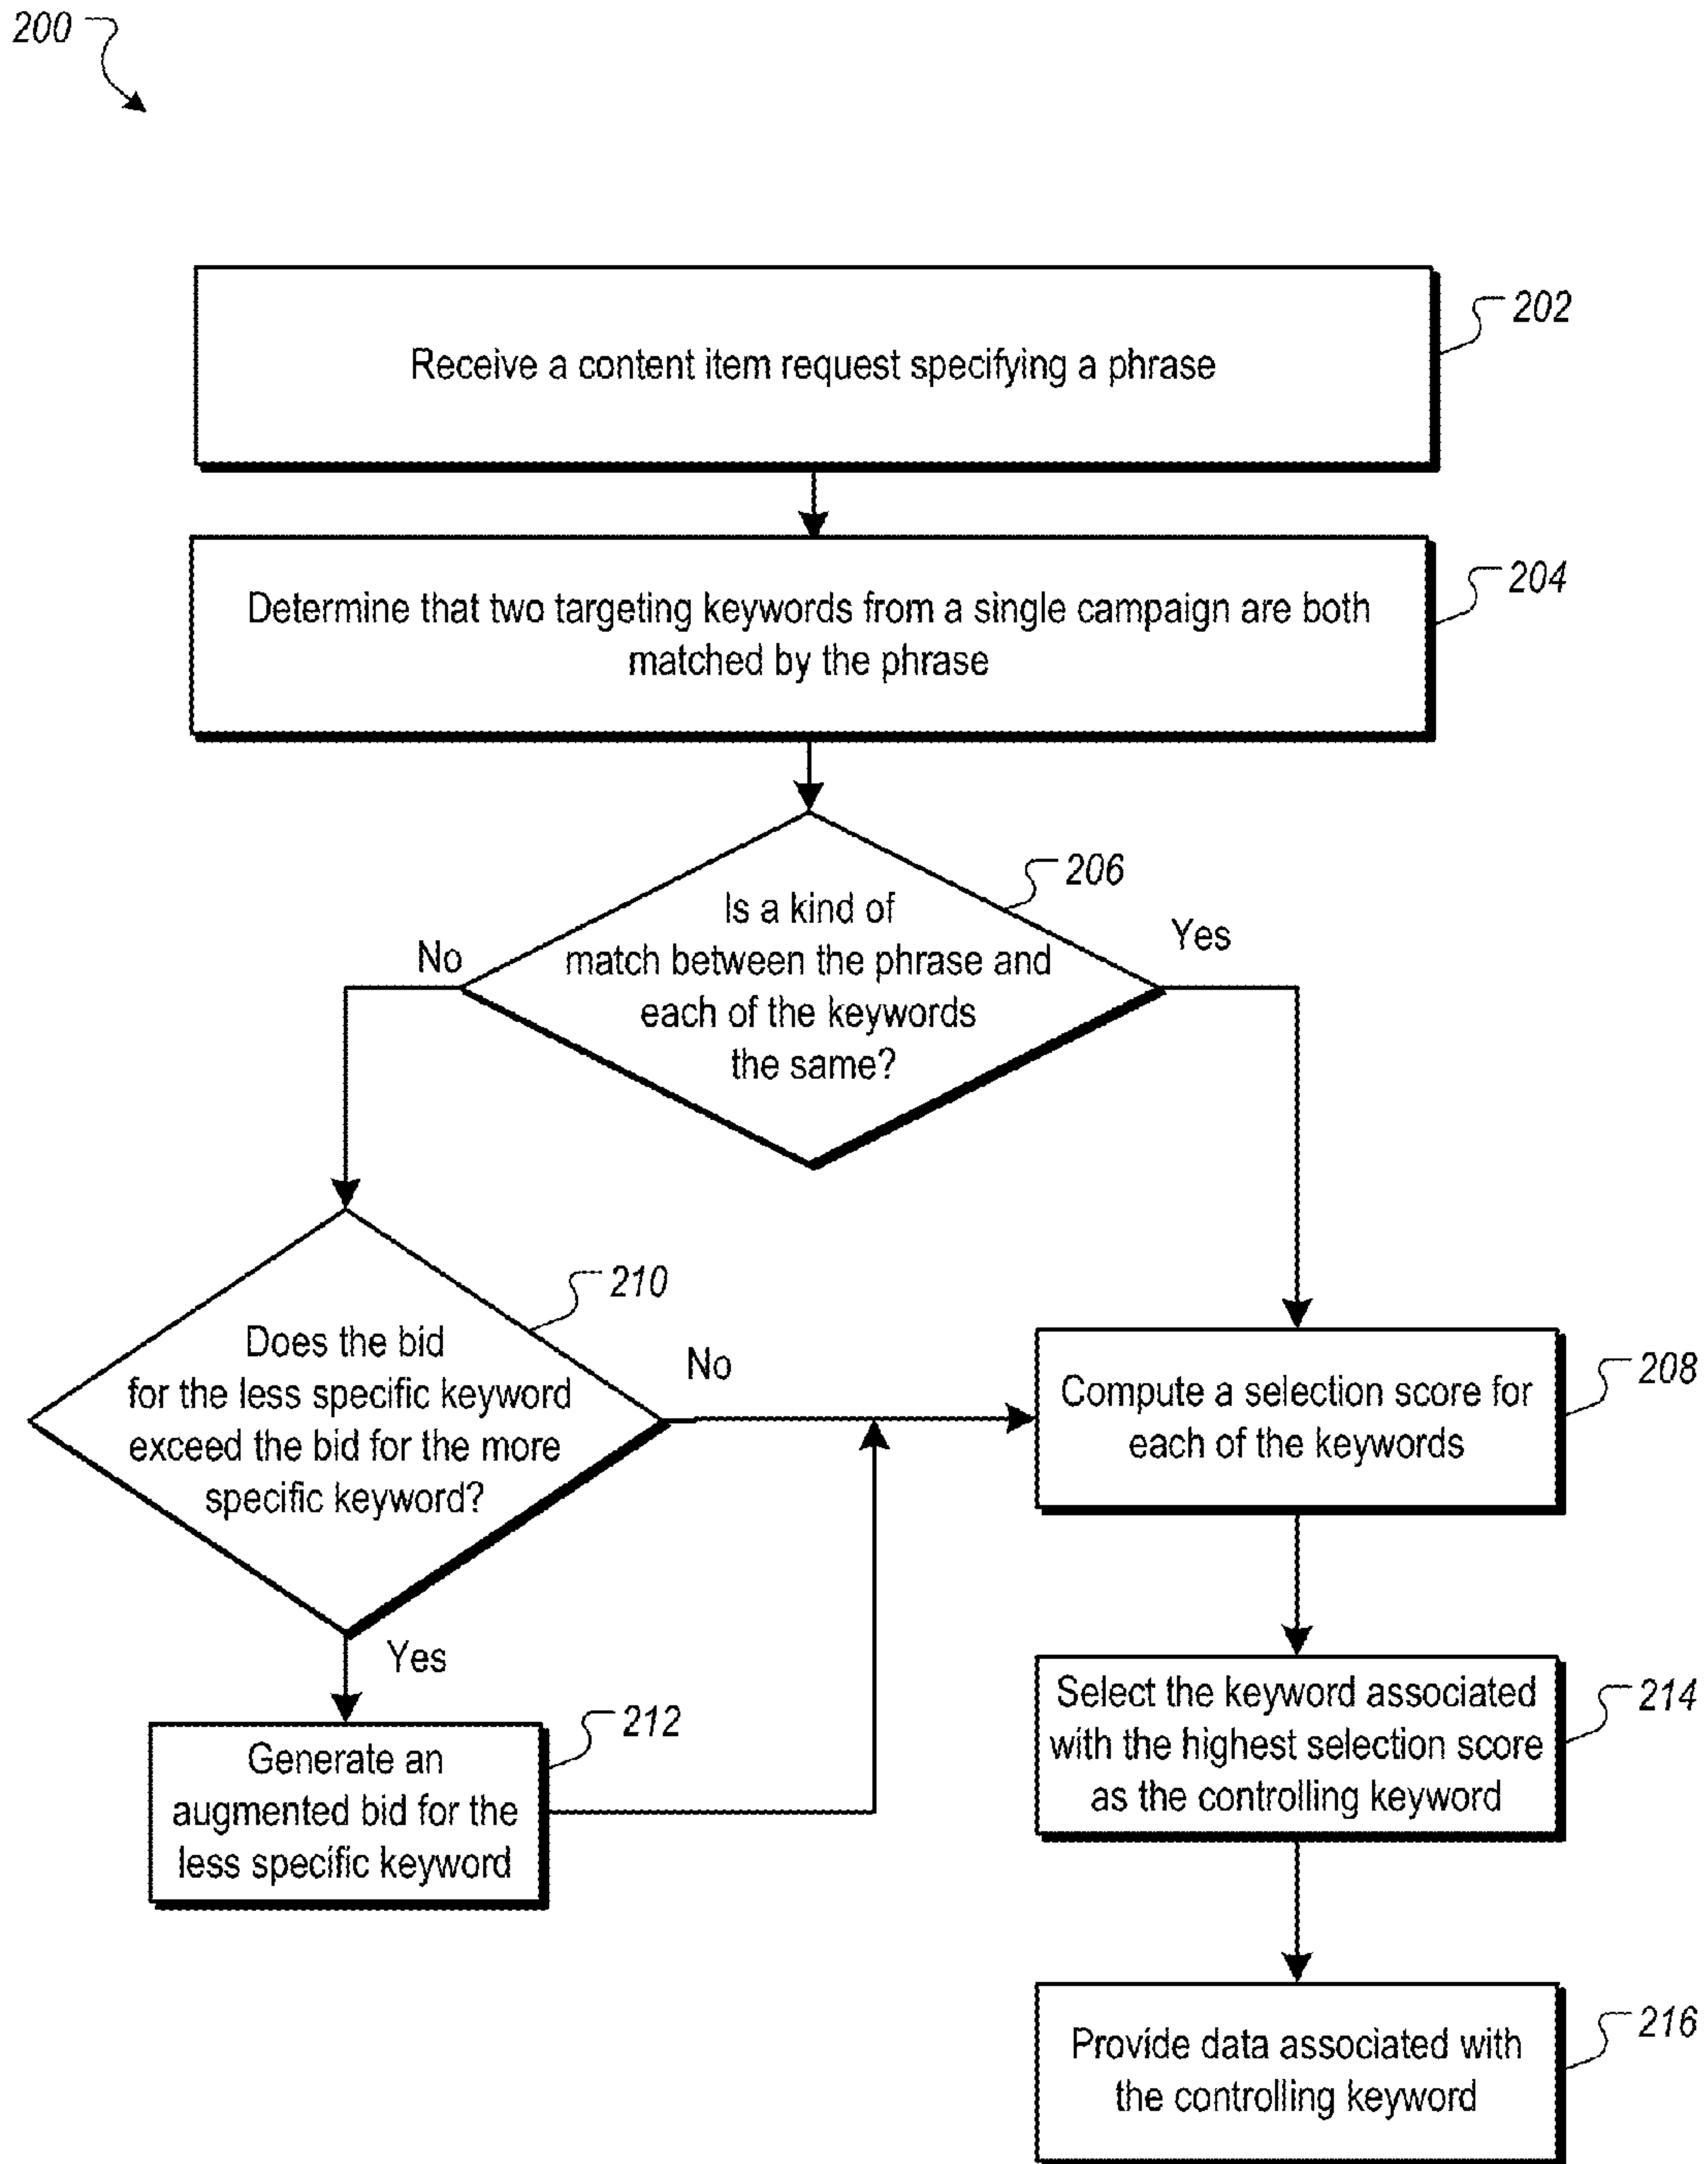 200
202
Receive a content item request specifying a phrase
204
Determine that two targeting keywords from a single campaign are both
matched by the phrase
206
Is a kind of
match between the phrase and
each of the keywords
the same?
No
Yes
210
Does the bid
for the less specific keyword
exceed the bid for the more
specific keyword?
No
Yes
208
Compute a selection score for
each of the keywords
212
Generate an
augmented bid for the
less specific keyword
214
Select the keyword associated
with the highest selection score
as the controlling keyword
216
Provide data associated with
the controlling keyword